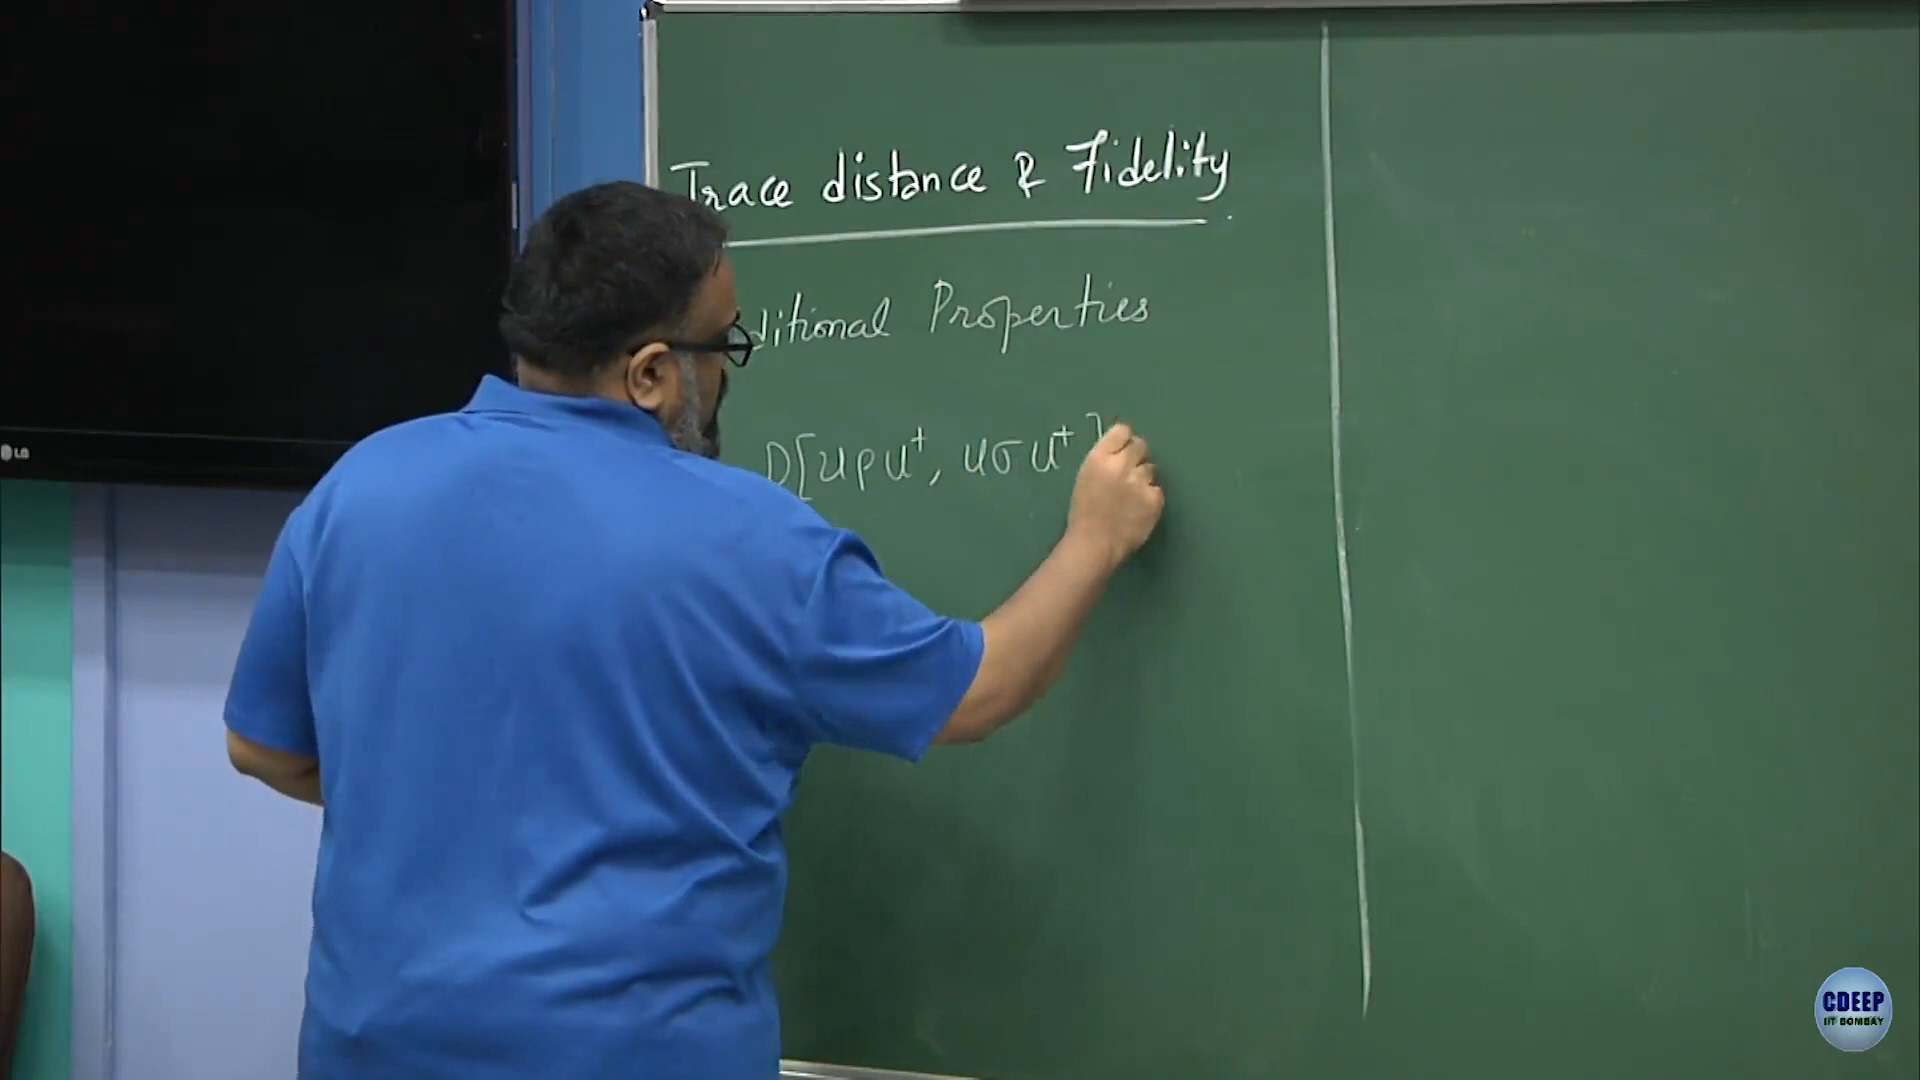 Trace distance & Fidelity
ditional Properties
D[UρU†, UσU†]
LG
CDEEP
IIT BOMBAY